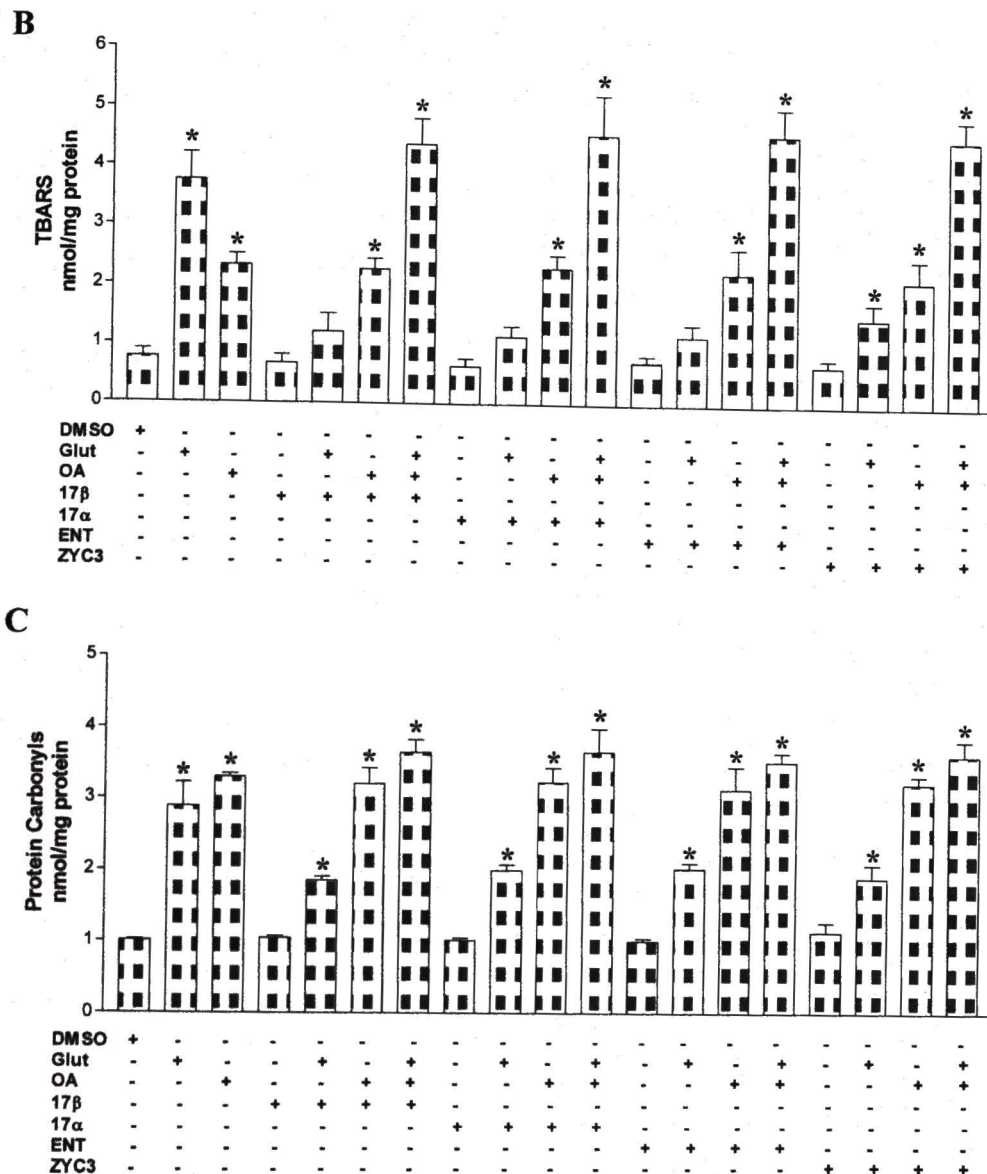 B
* * * * * * * * * * *
TBARS
nmol/mg protein
6
5
4
3
2
1
0
DMSO + - - - - - - - - - - - - - - - - - -
Glut - + - - + - + - + - + - + - + - + - +
OA - - + - - + + - - + + - - + + - - + +
17β - - - + + + + - - - - - - - - - - - -
17α - - - - - - - + + + + - - - - - - - -
ENT - - - - - - - - - - - + + + + - - - -
ZYC3 - - - - - - - - - - - - - - - + + + +
C
* * * * * * * * * * * * * *
Protein Carbonyls
nmol/mg protein
5
4
3
2
1
0
DMSO + - - - - - - - - - - - - - - - - - -
Glut - + - - + - + - + - + - + - + - + - +
OA - - + - - + + - - + + - - + + - - + +
17β - - - + + + + - - - - - - - - - - - -
17α - - - - - - - + + + + - - - - - - - -
ENT - - - - - - - - - - - + + + + - - - -
ZYC3 - - - - - - - - - - - - - - - + + + +